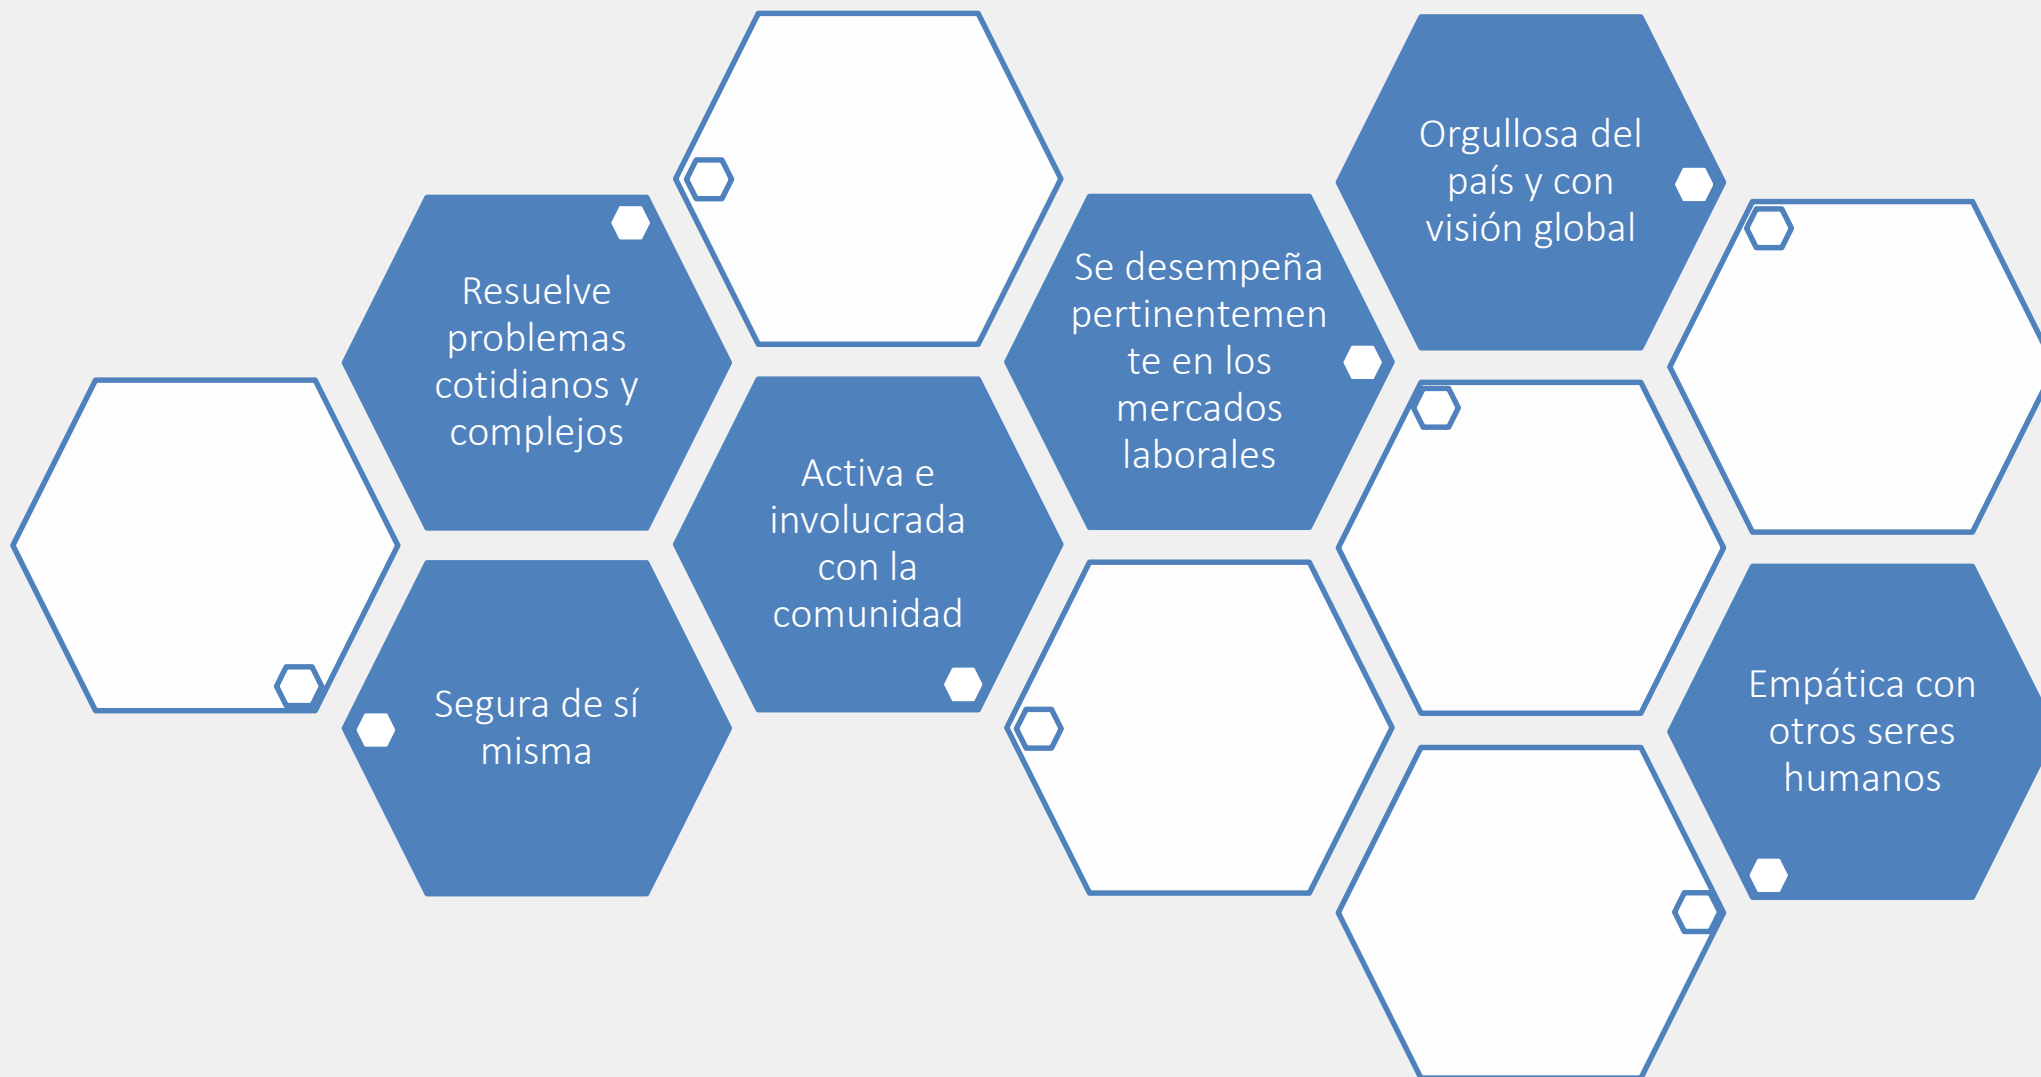 Resuelve
problemas
cotidianos y
complejos
Segura de sí
misma
Activa e
involucrada
con la
comunidad
Se desempeña
pertinentemen
te en los
mercados
laborales
Orgullosa del
país y con
visión global
Empática con
otros seres
humanos